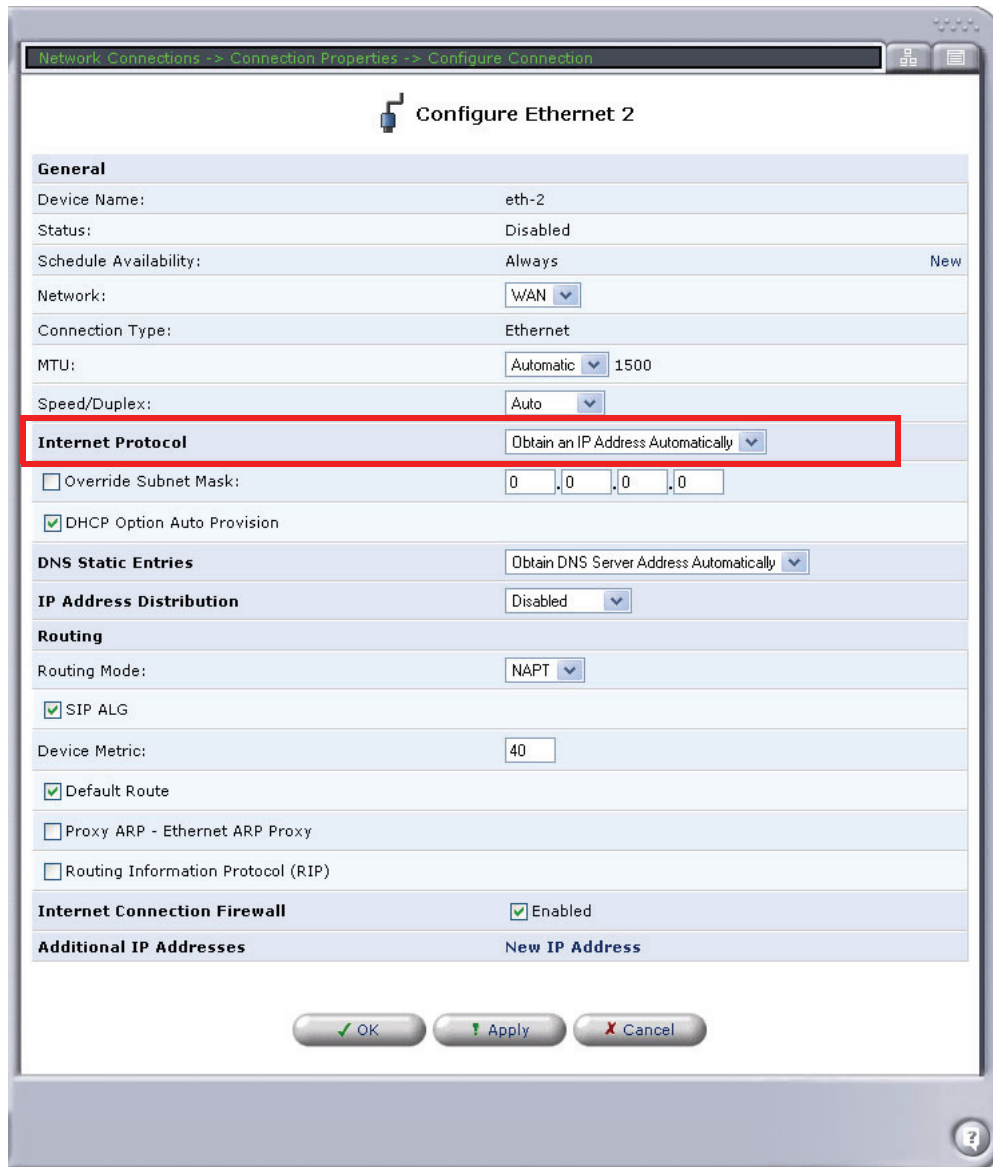 Network Connections -> Connection Properties -> Configure Connection
Configure Ethernet 2
General
Device Name: eth-2
Status: Disabled
Schedule Availability: Always New
Network: WAN
Connection Type: Ethernet
MTU: Automatic 1500
Speed/Duplex: Auto
Internet Protocol Obtain an IP Address Automatically
Override Subnet Mask: 0 .0 .0 .0
DHCP Option Auto Provision
DNS Static Entries Obtain DNS Server Address Automatically
IP Address Distribution Disabled
Routing
Routing Mode: NAPT
SIP ALG
Device Metric: 40
Default Route
Proxy ARP - Ethernet ARP Proxy
Routing Information Protocol (RIP)
Internet Connection Firewall Enabled
Additional IP Addresses New IP Address
OK ! Apply Cancel
?